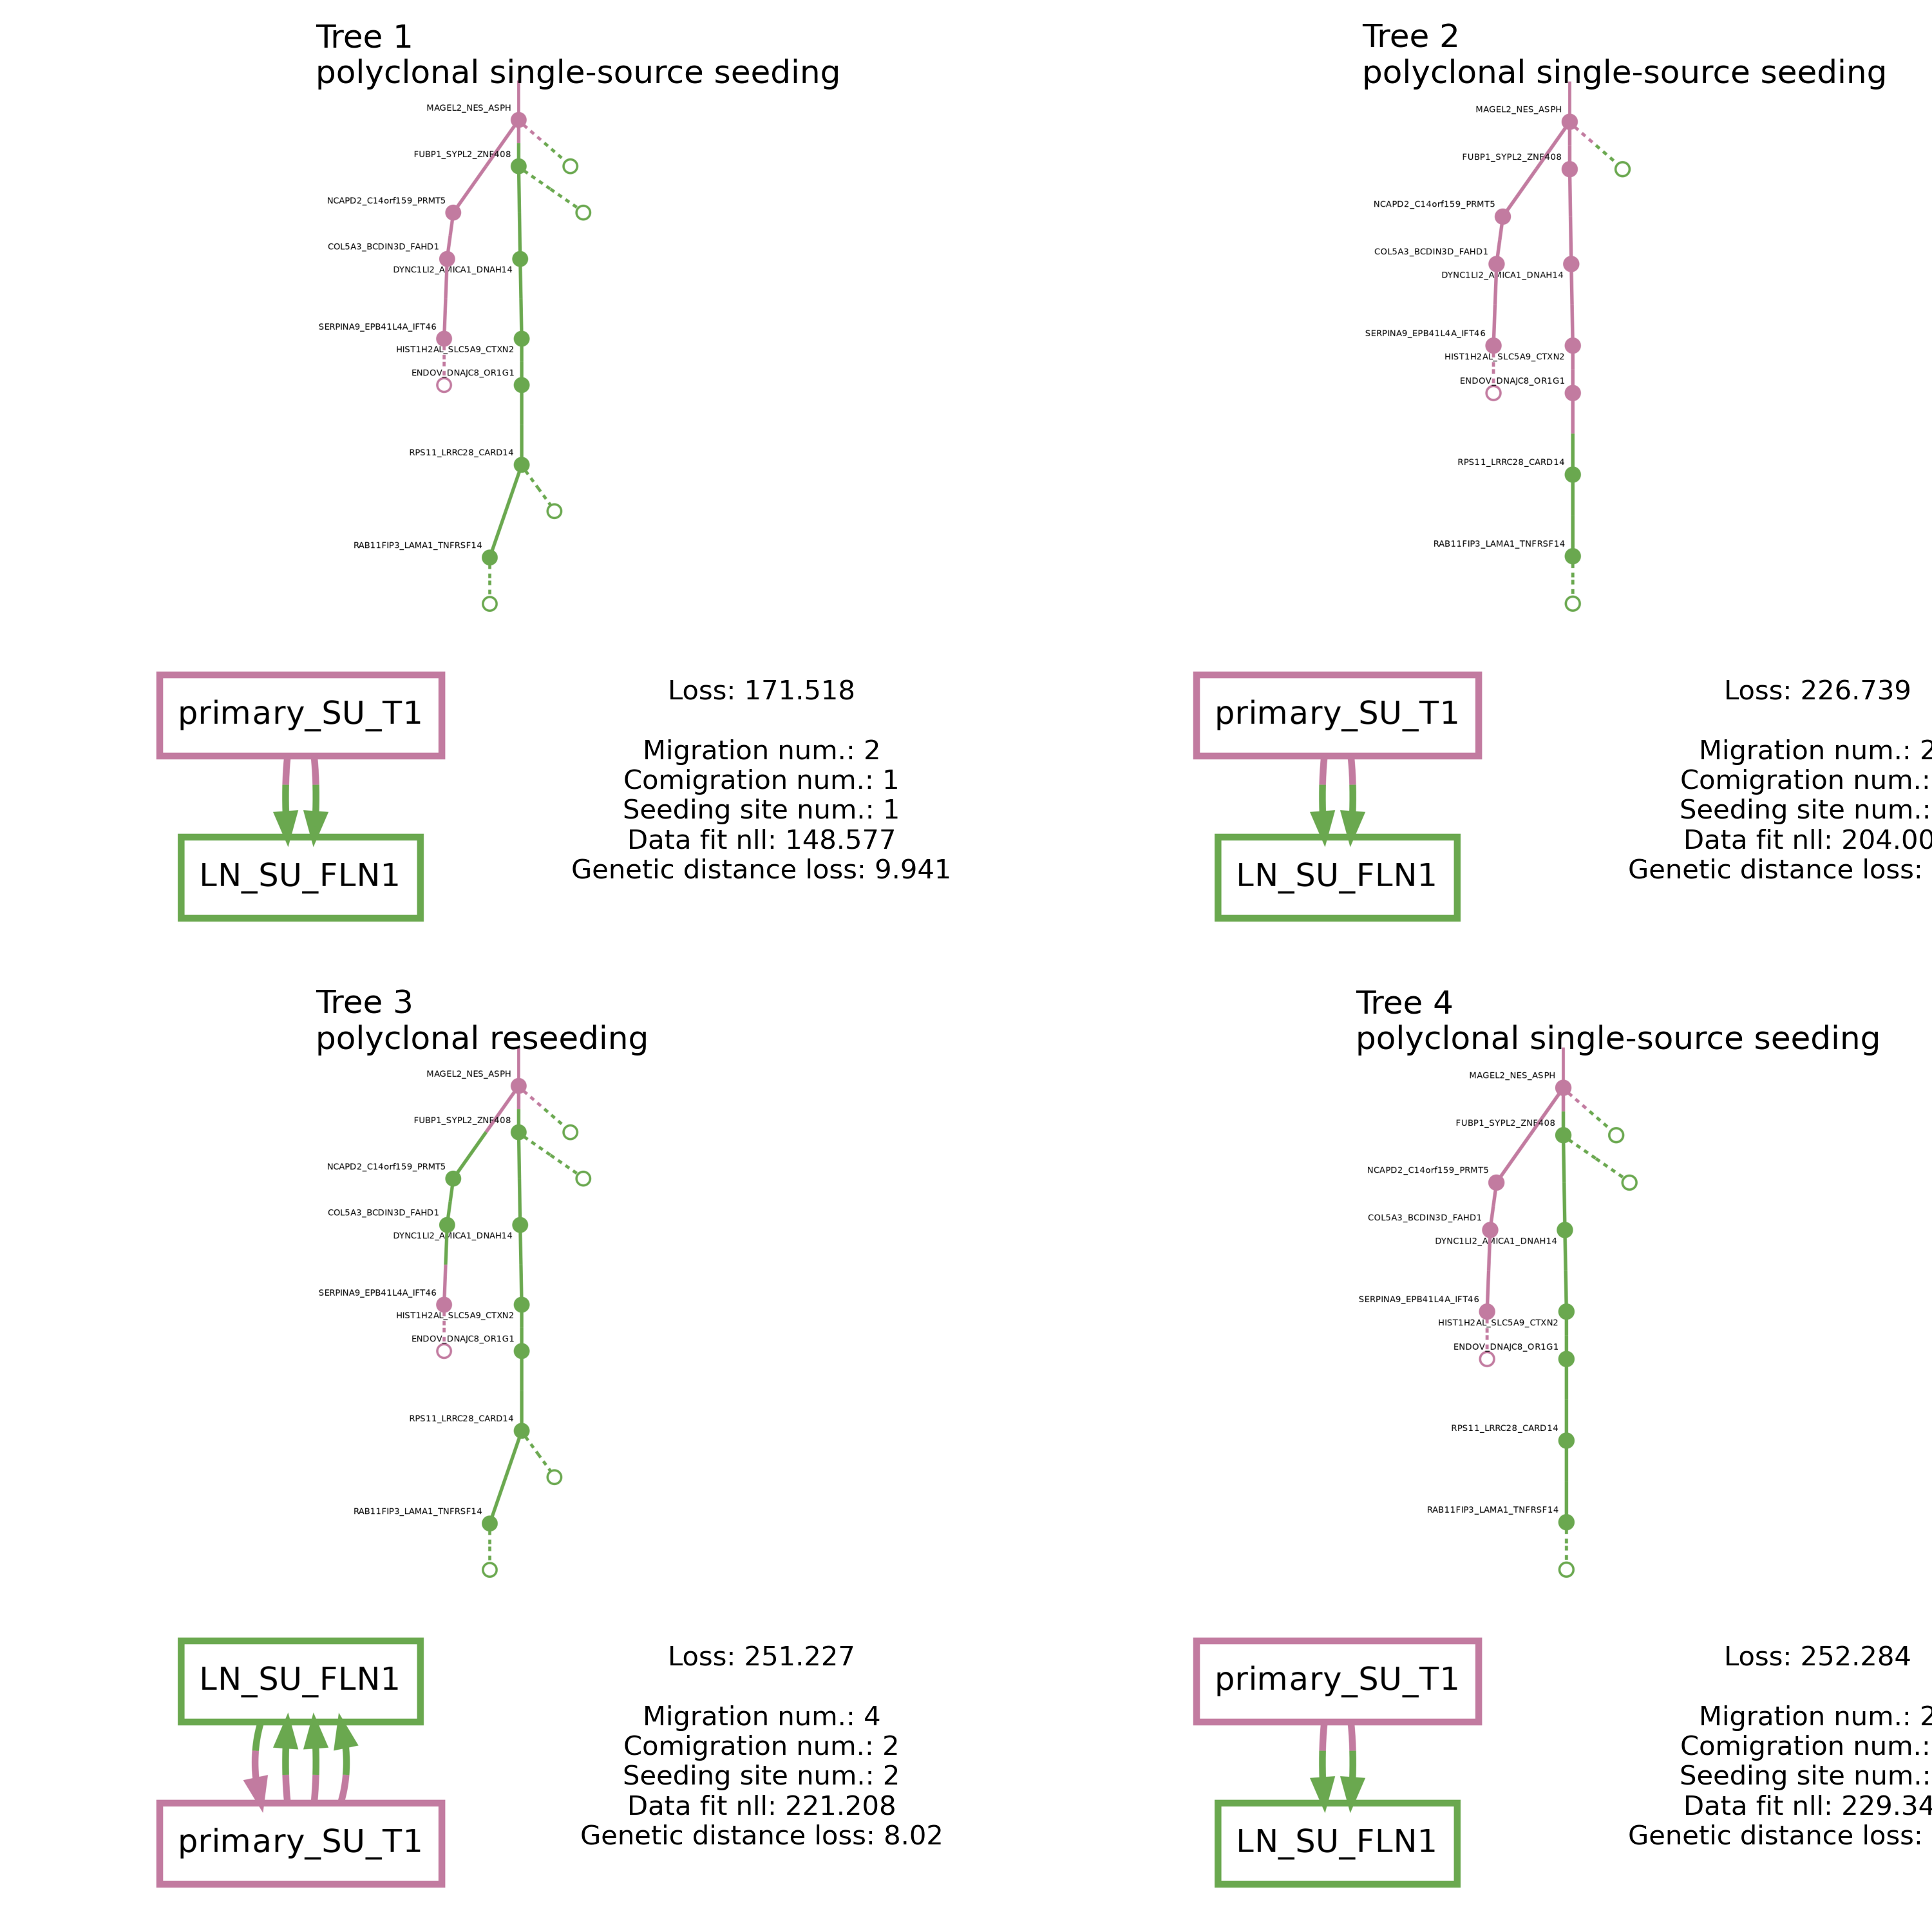 Tree 1
polyclonal single-source seeding
MAGEL2_NES_ASPH
FUBP1_SYPL2_ZNF408
NCAPD2_C14orf159_PRMT5
COL5A3_BCDIN3D_FAHD1
DYNC1LI2_AMICA1_DNAH14
SERPINA9_EPB41L4A_IFT46
HIST1H2AL_SLC5A9_CTXN2
ENDOV_DNAJC8_OR1G1
RPS11_LRRC28_CARD14
RAB11FIP3_LAMA1_TNFRSF14
primary_SU_T1
LN_SU_FLN1
Loss: 171.518
Migration num.: 2
Comigration num.: 1
Seeding site num.: 1
Data fit nll: 148.577
Genetic distance loss: 9.941
Tree 2
polyclonal single-source seeding
MAGEL2_NES_ASPH
FUBP1_SYPL2_ZNF408
NCAPD2_C14orf159_PRMT5
COL5A3_BCDIN3D_FAHD1
DYNC1LI2_AMICA1_DNAH14
SERPINA9_EPB41L4A_IFT46
HIST1H2AL_SLC5A9_CTXN2
ENDOV_DNAJC8_OR1G1
RPS11_LRRC28_CARD14
RAB11FIP3_LAMA1_TNFRSF14
primary_SU_T1
LN_SU_FLN1
Loss: 226.739
Migration num.: 2
Comigration num.:
Seeding site num.:
Data fit nll: 204.00
Genetic distance loss:
Tree 3
polyclonal reseeding
MAGEL2_NES_ASPH
FUBP1_SYPL2_ZNF408
NCAPD2_C14orf159_PRMT5
COL5A3_BCDIN3D_FAHD1
DYNC1LI2_AMICA1_DNAH14
SERPINA9_EPB41L4A_IFT46
HIST1H2AL_SLC5A9_CTXN2
ENDOV_DNAJC8_OR1G1
RPS11_LRRC28_CARD14
RAB11FIP3_LAMA1_TNFRSF14
LN_SU_FLN1
primary_SU_T1
Loss: 251.227
Migration num.: 4
Comigration num.: 2
Seeding site num.: 2
Data fit nll: 221.208
Genetic distance loss: 8.02
Tree 4
polyclonal single-source seeding
MAGEL2_NES_ASPH
FUBP1_SYPL2_ZNF408
NCAPD2_C14orf159_PRMT5
COL5A3_BCDIN3D_FAHD1
DYNC1LI2_AMICA1_DNAH14
SERPINA9_EPB41L4A_IFT46
HIST1H2AL_SLC5A9_CTXN2
ENDOV_DNAJC8_OR1G1
RPS11_LRRC28_CARD14
RAB11FIP3_LAMA1_TNFRSF14
primary_SU_T1
LN_SU_FLN1
Loss: 252.284
Migration num.: 2
Comigration num.:
Seeding site num.:
Data fit nll: 229.34
Genetic distance loss: